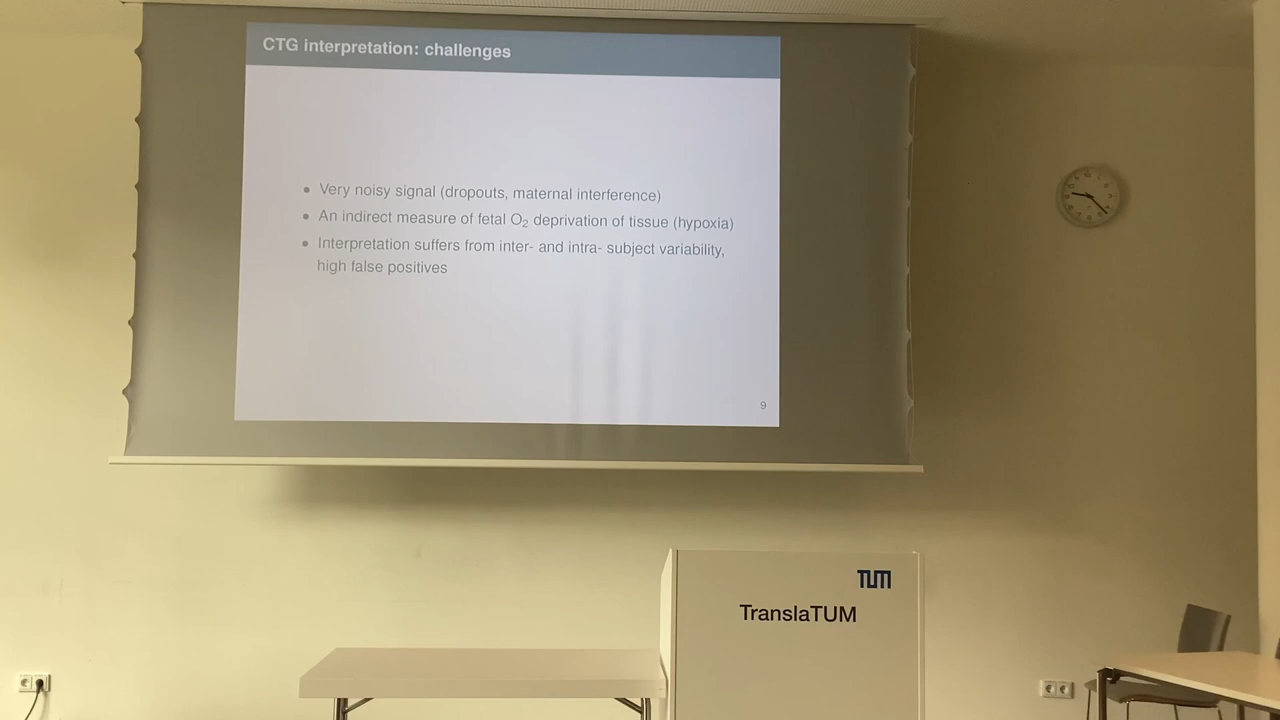 CTG interpretation: challenges
• Very noisy signal (dropouts, maternal interference)
• An indirect measure of fetal O₂ deprivation of tissue (hypoxia)
• Interpretation suffers from inter- and intra- subject variability,
high false positives
9
TUM
TranslaTUM